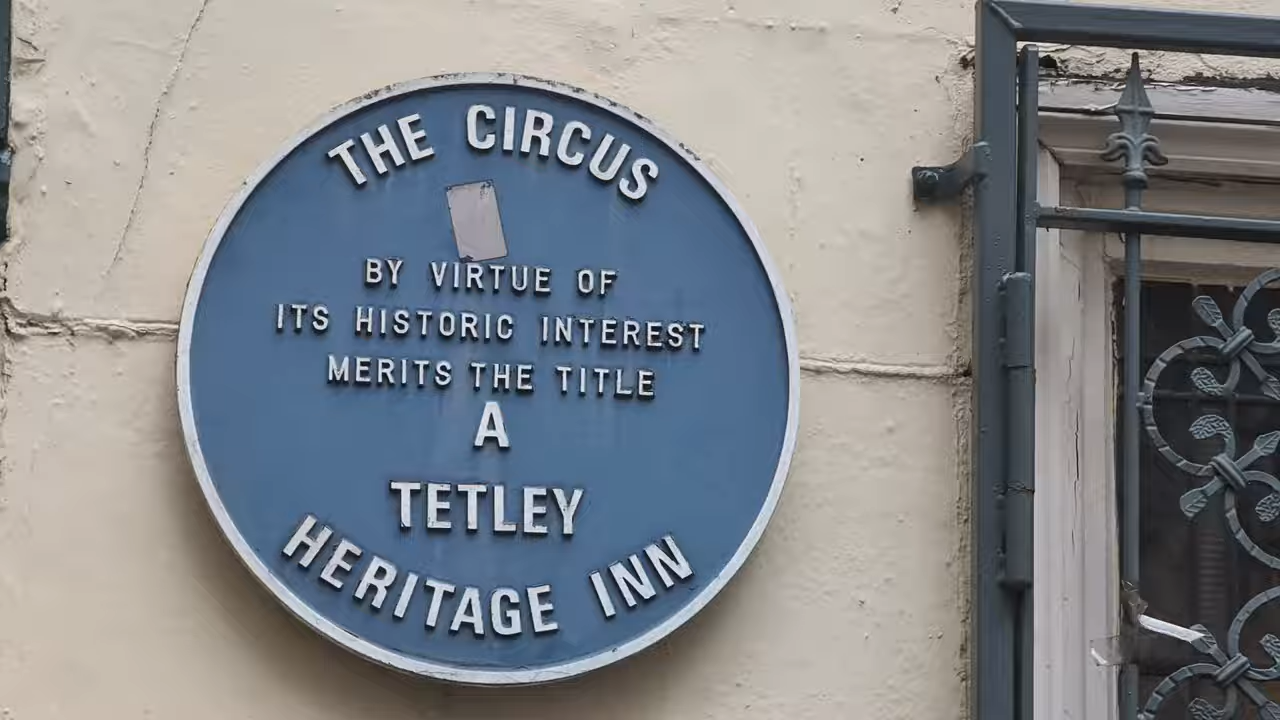 THE CIRCUS
BY VIRTUE OF
ITS HISTORIC INTEREST
MERITS THE TITLE
A
TETLEY
HERITAGE INN